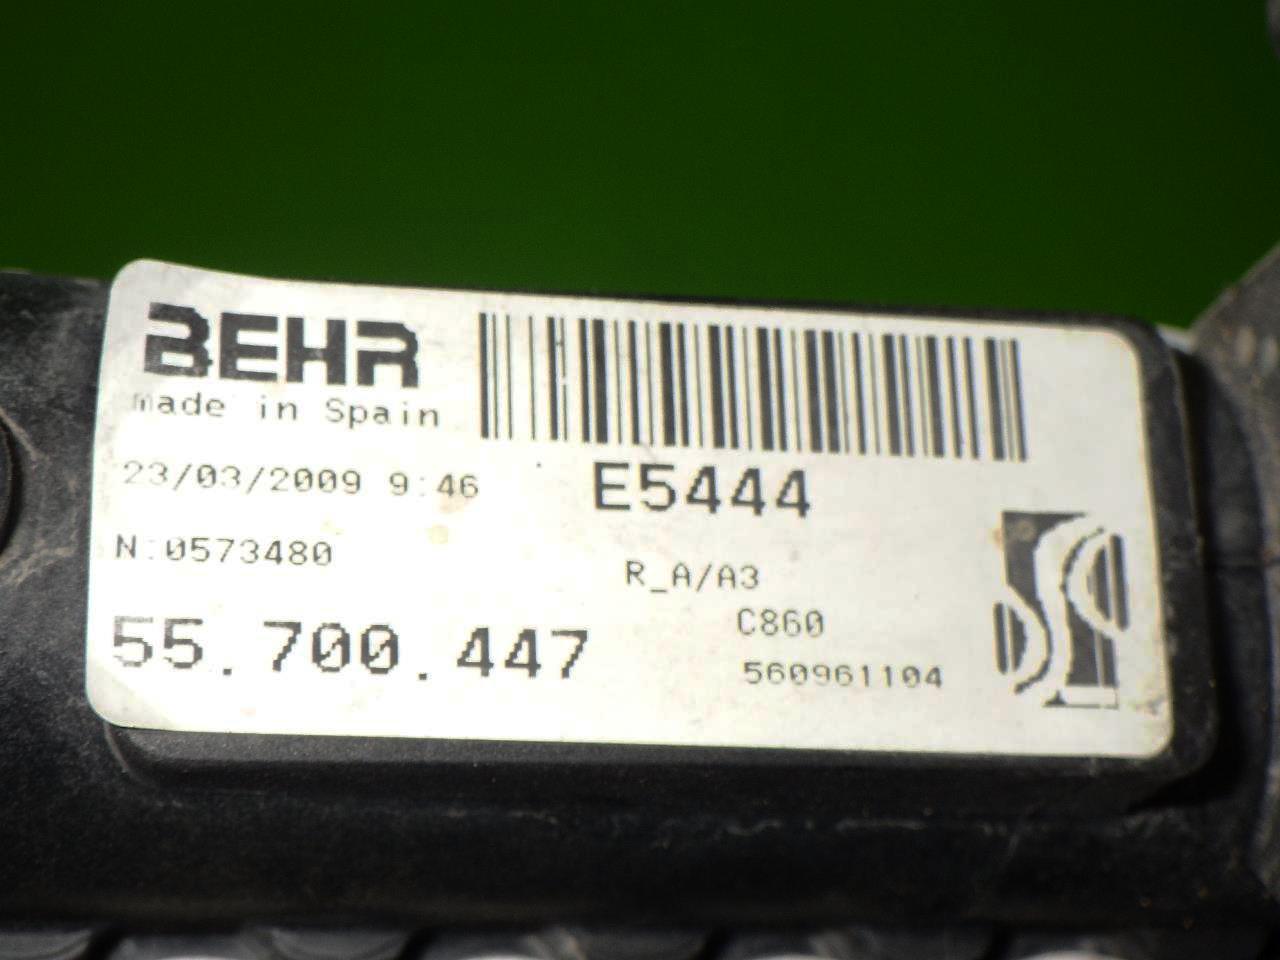 BEHR
made in Spain
23/03/2009 9:46
E5444
N:0573480
R_A/A3
C860
55.700.447
560961104